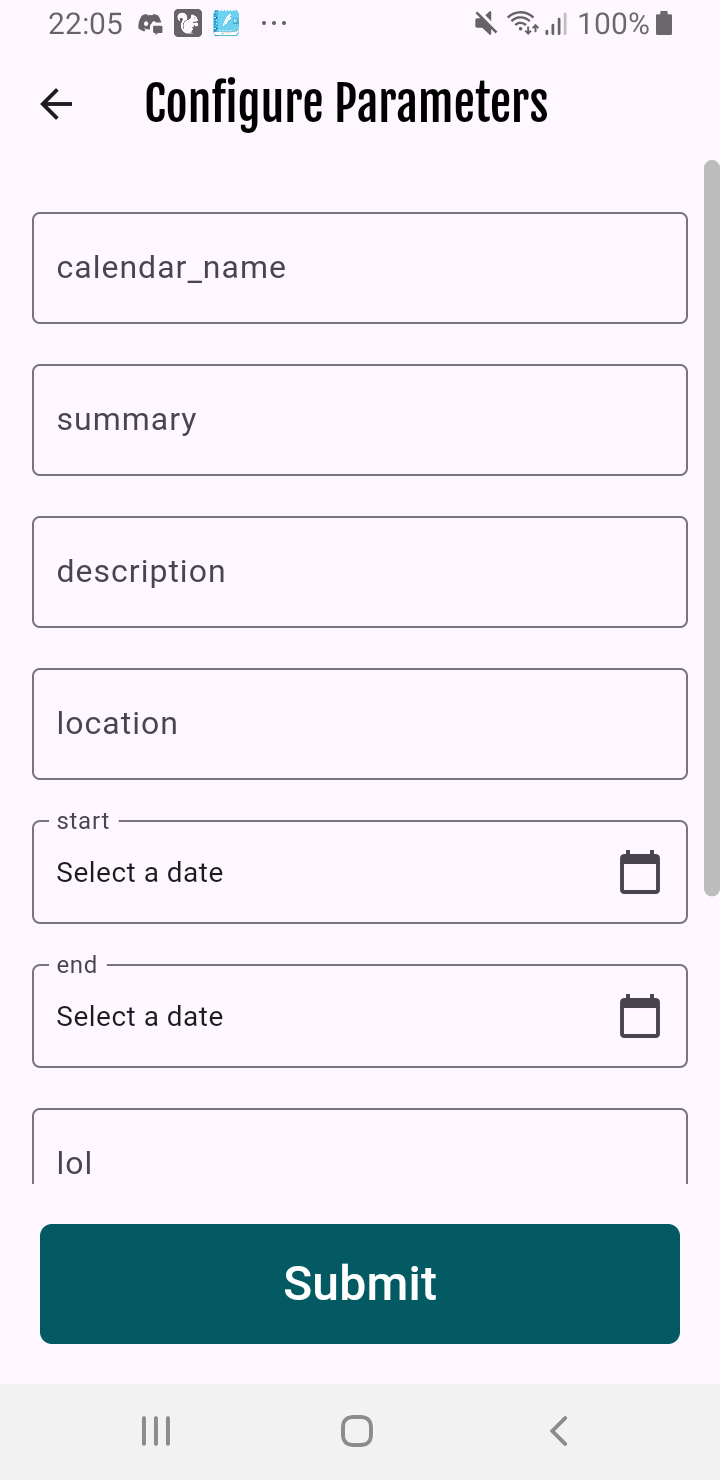 22:05 100%
Configure Parameters
calendar_name
summary
description
location
start
Select a date
end
Select a date
lol
Submit